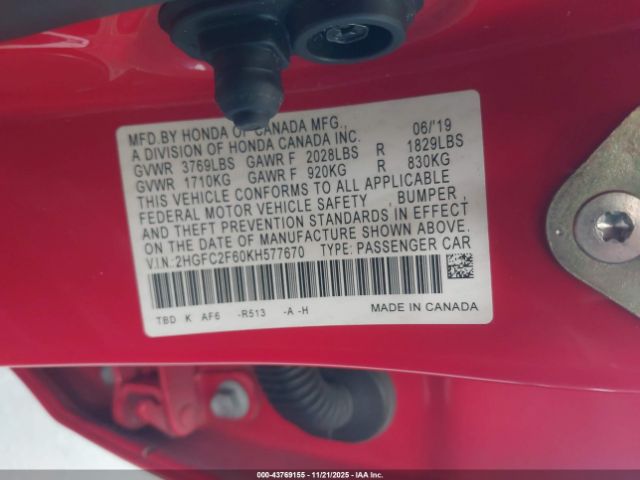 MFD.BY HONDA OF CANADA MFG., 06/'19
A DIVISION OF HONDA CANADA INC.
GVWR 3769LBS GAWR F 2028LBS R 1829LBS
GVWR 1710KG GAWR F 920KG R 830KG
THIS VEHICLE CONFORMS TO ALL APPLICABLE
FEDERAL MOTOR VEHICLE SAFETY , BUMPER ,
AND THEFT PREVENTION STANDARDS IN EFFECT
ON THE DATE OF MANUFACTURE SHOWN ABOVE.
V.I.N.:2HGFC2F60KH577670 TYPE: PASSENGER CAR
TBD K AF6 -R513 -A -H MADE IN CANADA
000-43769155 - 11/21/2025 - IAA Inc.